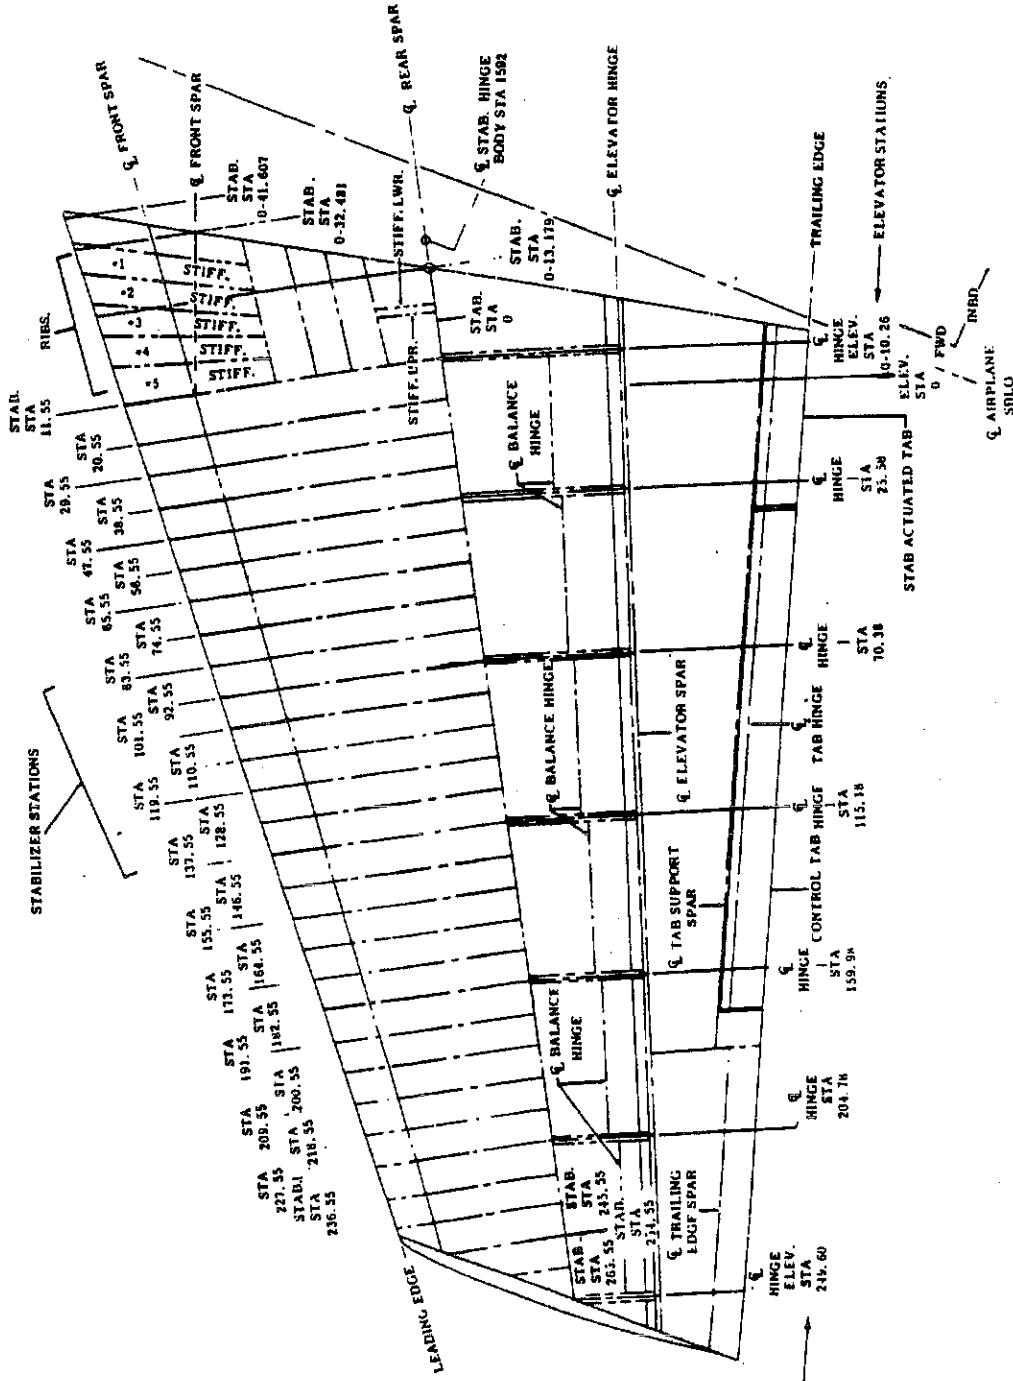 STABILIZER STATIONS
RIBS.
*1
*2
*3
*4
*5
STIFF.
STIFF.
STIFF.
STIFF.
STIFF. LWR.
STIFF. UPR.
℄ FRONT SPAR
℄ FRONT SPAR
℄ REAR SPAR
℄ STAB. HINGE
BODY STA 1592
℄ ELEVATOR HINGE
TRAILING EDGE
ELEVATOR STATIONS
STAB.
STA
0-41.607
STAB.
STA
0-32.481
STAB.
STA
0-13.179
STAB.
STA
0
STAB.
STA
11.55
STA
20.55
STA
29.55
STA
38.55
STA
47.55
STA
56.55
STA
65.55
STA
74.55
STA
83.55
STA
92.55
STA
101.55
STA
110.55
STA
119.55
STA
128.55
STA
137.55
STA
146.55
STA
155.55
STA
164.55
STA
173.55
STA
182.55
STA
191.55
STA
200.55
STA
209.55
STA
218.55
STA
227.55
STAB.
STA
236.55
STAB.
STA
245.55
STAB.
STA
STAB.
STA
263.55
LEADING EDGE
℄ BALANCE
HINGE
℄ BALANCE HINGE
℄ BALANCE
HINGE
℄ ELEVATOR SPAR
℄ TAB SUPPORT
SPAR
℄ TRAILING
EDGE SPAR
℄
HINGE
ELEV.
STA
0-10.26
ELEV.
STA
0
FWD
INBD
℄ AIRPLANE
STAB ACTUATED TAB
℄
HINGE
STA
25.58
℄
HINGE
STA
70.38
℄
TAB HINGE
℄
HINGE
STA
115.18
CONTROL TAB
℄
HINGE
STA
159.98
℄
HINGE
STA
204.78
℄
HINGE
ELEV.
STA